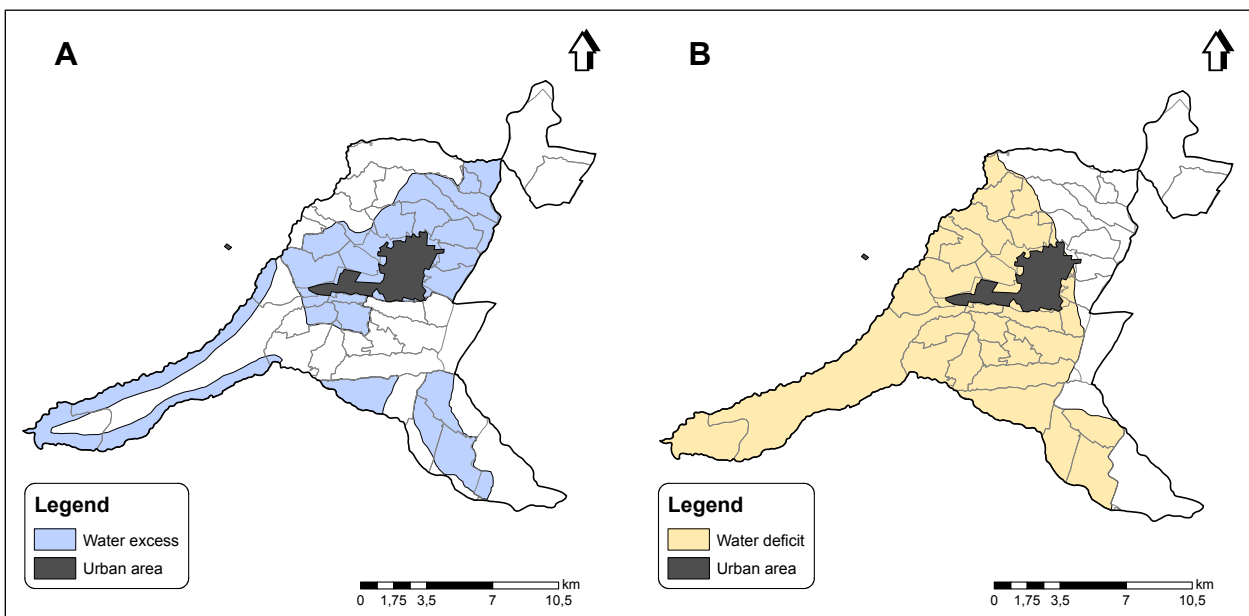 A
B
Legend
Water excess
Urban area
km
0 1,75 3,5 7 10,5
Legend
Water deficit
Urban area
km
0 1,75 3,5 7 10,5